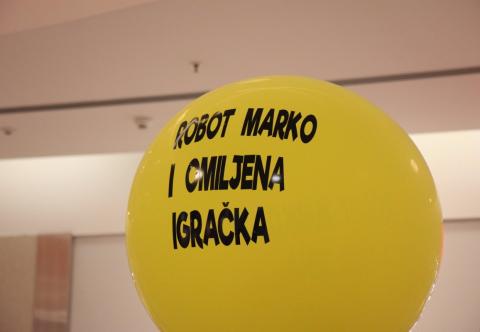 ROBOT MARKO
I OMILJENA
IGRAČKA